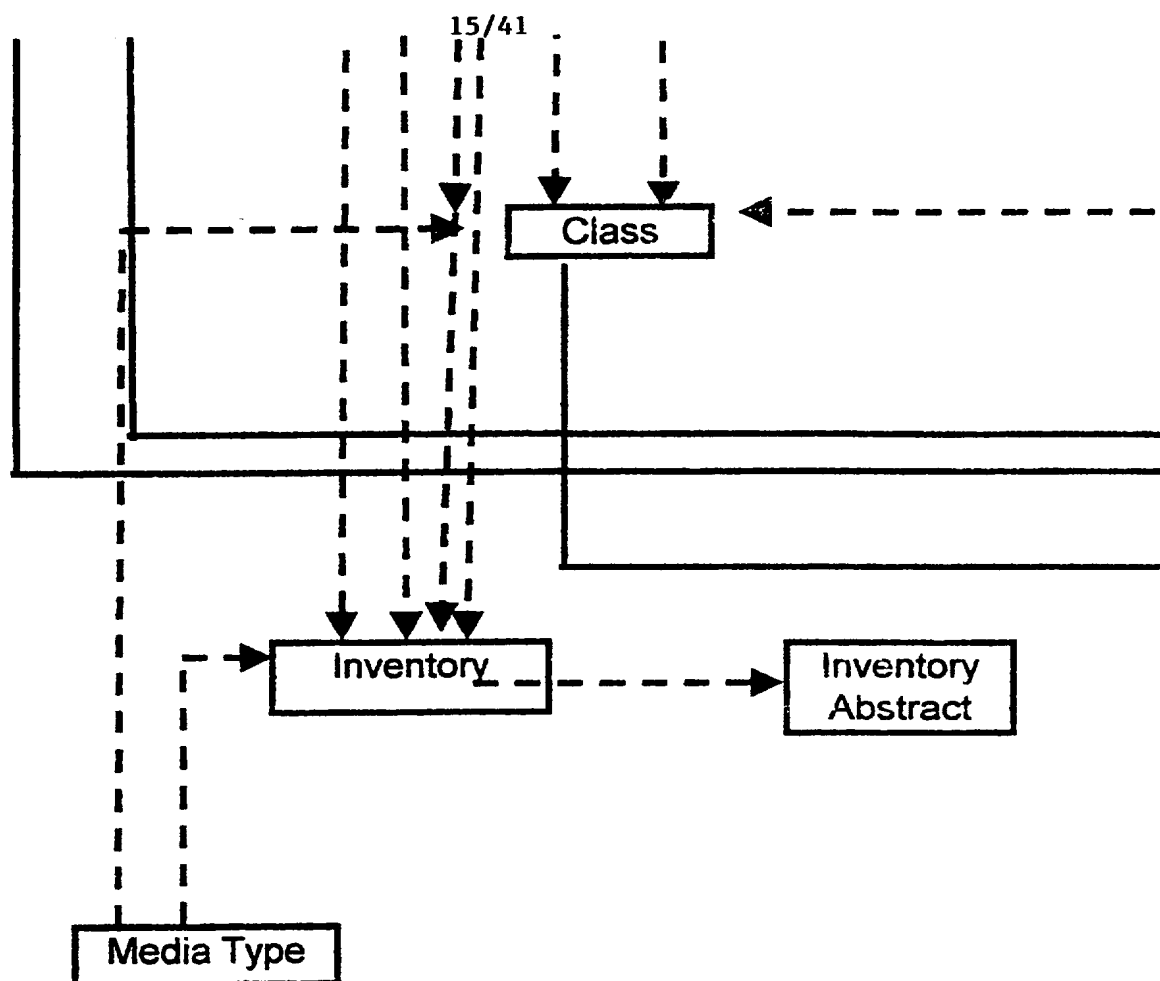 15/41
Class
Inventory
Inventory
Abstract
Media Type